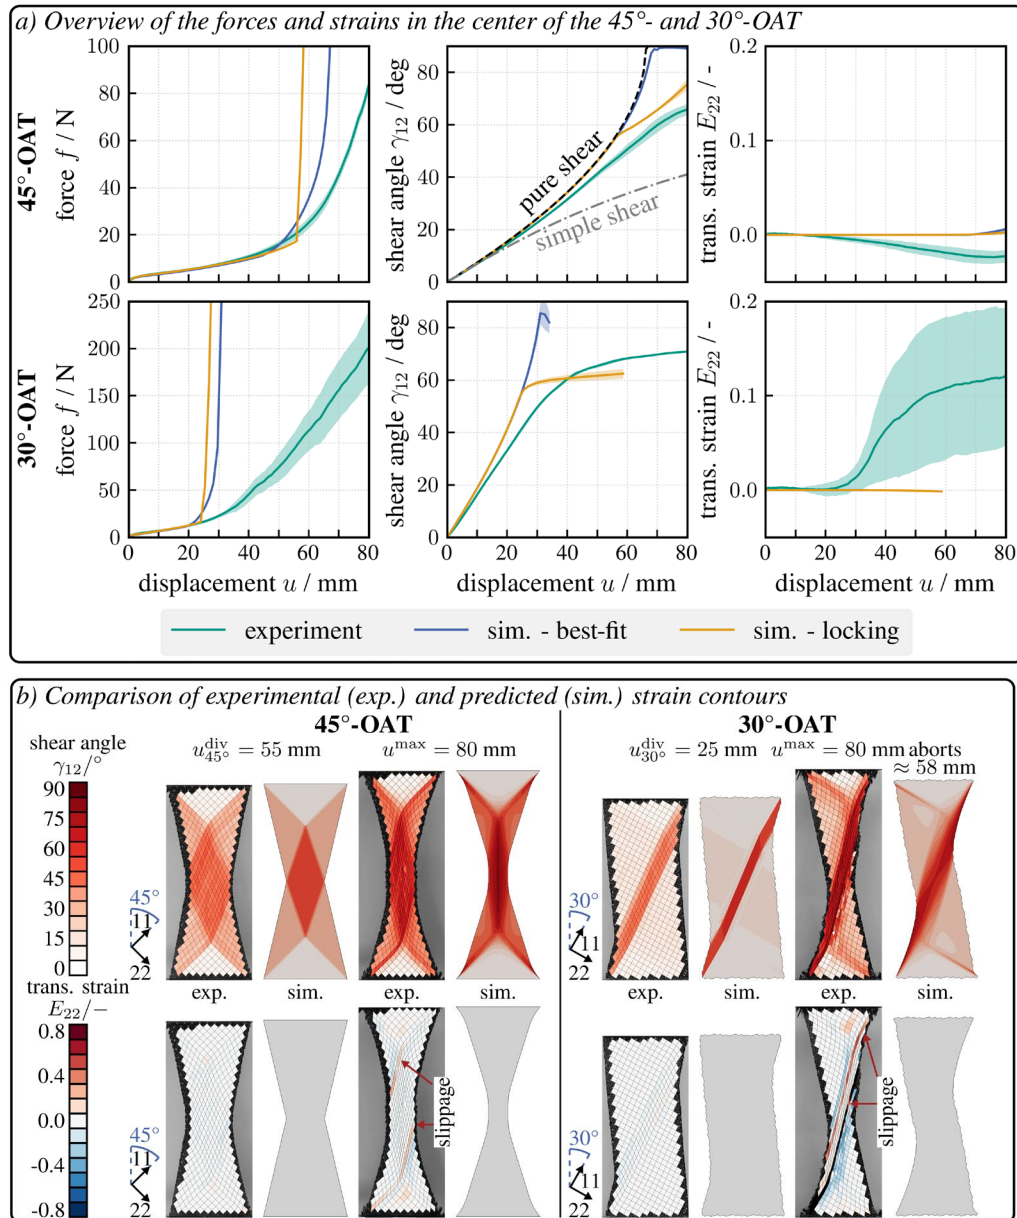 a) Overview of the forces and strains in the center of the 45°- and 30°-OAT
45°-OAT
force f / N
100
80
60
40
20
0
shear angle γ12 / deg
80
60
40
20
0
pure shear
simple shear
trans. strain E22 / -
0.2
0.1
0.0
30°-OAT
force f / N
250
200
150
100
50
0
0 20 40 60 80
displacement u / mm
shear angle γ12 / deg
80
60
40
20
0
0 20 40 60 80
displacement u / mm
trans. strain E22 / -
0.2
0.1
0.0
0 20 40 60 80
displacement u / mm
experiment sim. - best-fit sim. - locking
b) Comparison of experimental (exp.) and predicted (sim.) strain contours
45°-OAT 30°-OAT
shear angle
γ12/°
90
75
60
45
30
15
0
u45°div = 55 mm umax = 80 mm
u30°div = 25 mm umax = 80 mm aborts
≈ 58 mm
45°
11
22
30°
11
22
exp. sim. exp. sim. exp. sim. exp. sim.
trans. strain
E22/−
0.8
0.4
0.0
-0.4
-0.8
45°
11
22
slippage
30°
11
22
slippage